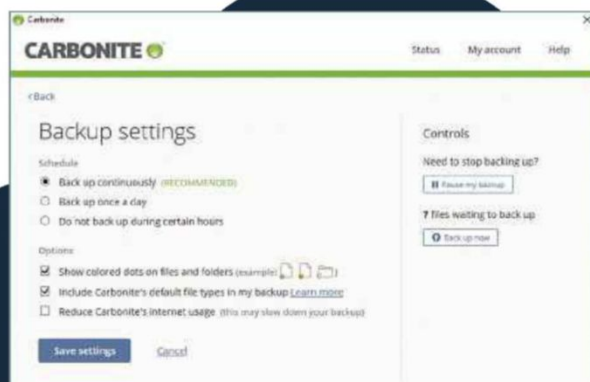 Carbonite
CARBONITE
Status My account Help
<Back
Backup settings
Schedule
Back up continuously (RECOMMENDED)
Back up once a day
Do not back up during certain hours
Options
Show colored dots on files and folders (example)
Include Carbonite's default file types in my backup Learn more
Reduce Carbonite's internet usage (this may slow down your backup)
Save settings Cancel
Controls
Need to stop backing up?
Pause my backup
7 files waiting to back up
Back up now